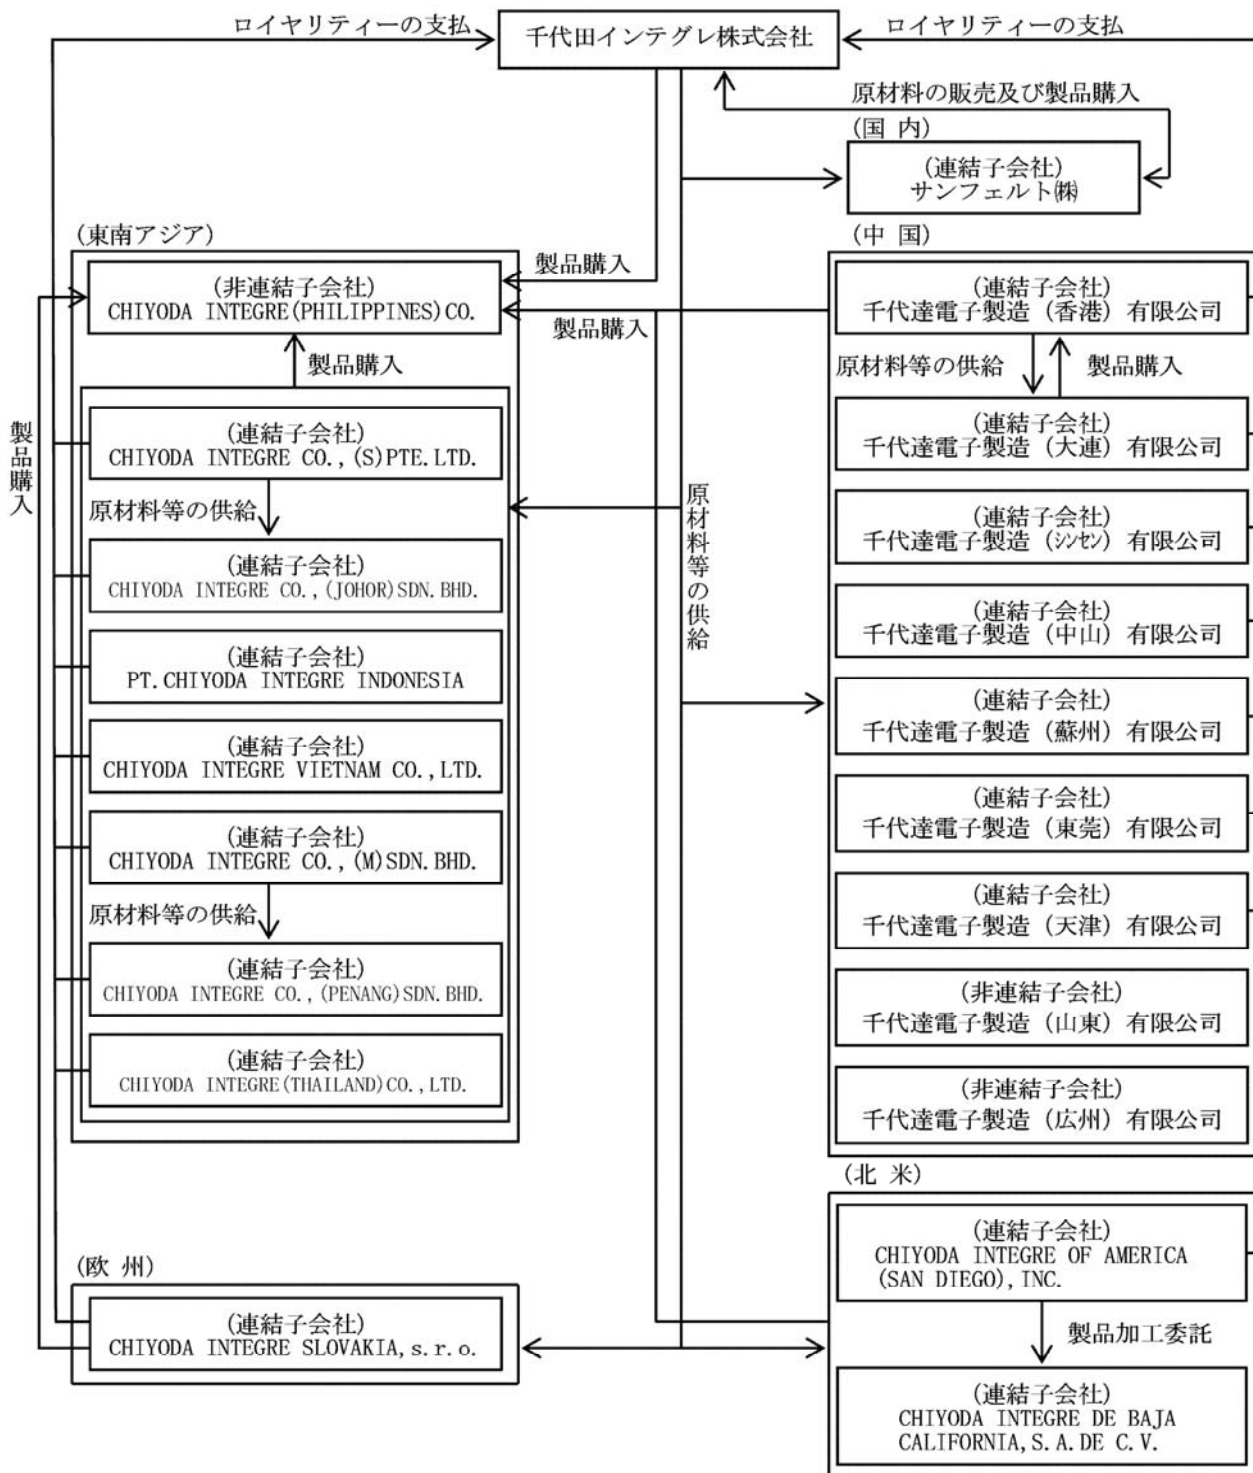 ロイヤリティーの支払
千代田インテグレ株式会社
ロイヤリティーの支払
原材料の販売及び製品購入
(国 内)
(連結子会社)
サンフェルト㈱
(東南アジア)
(非連結子会社)
CHIYODA INTEGRE(PHILIPPINES)CO.
製品購入
製品購入
製品購入
(連結子会社)
CHIYODA INTEGRE CO.,(S)PTE.LTD.
原材料等の供給
(連結子会社)
CHIYODA INTEGRE CO.,(JOHOR)SDN.BHD.
(連結子会社)
PT.CHIYODA INTEGRE INDONESIA
(連結子会社)
CHIYODA INTEGRE VIETNAM CO.,LTD.
(連結子会社)
CHIYODA INTEGRE CO.,(M)SDN.BHD.
原材料等の供給
(連結子会社)
CHIYODA INTEGRE CO.,(PENANG)SDN.BHD.
(連結子会社)
CHIYODA INTEGRE(THAILAND)CO.,LTD.
製品購入
原材料等の供給
(中 国)
(連結子会社)
千代達電子製造（香港）有限公司
原材料等の供給
製品購入
(連結子会社)
千代達電子製造（大連）有限公司
(連結子会社)
千代達電子製造（ｼﾝｾﾝ）有限公司
(連結子会社)
千代達電子製造（中山）有限公司
(連結子会社)
千代達電子製造（蘇州）有限公司
(連結子会社)
千代達電子製造（東莞）有限公司
(連結子会社)
千代達電子製造（天津）有限公司
(非連結子会社)
千代達電子製造（山東）有限公司
(非連結子会社)
千代達電子製造（広州）有限公司
(欧 州)
(連結子会社)
CHIYODA INTEGRE SLOVAKIA,s.r.o.
(北 米)
(連結子会社)
CHIYODA INTEGRE OF AMERICA
(SAN DIEGO),INC.
製品加工委託
(連結子会社)
CHIYODA INTEGRE DE BAJA
CALIFORNIA,S.A.DE C.V.